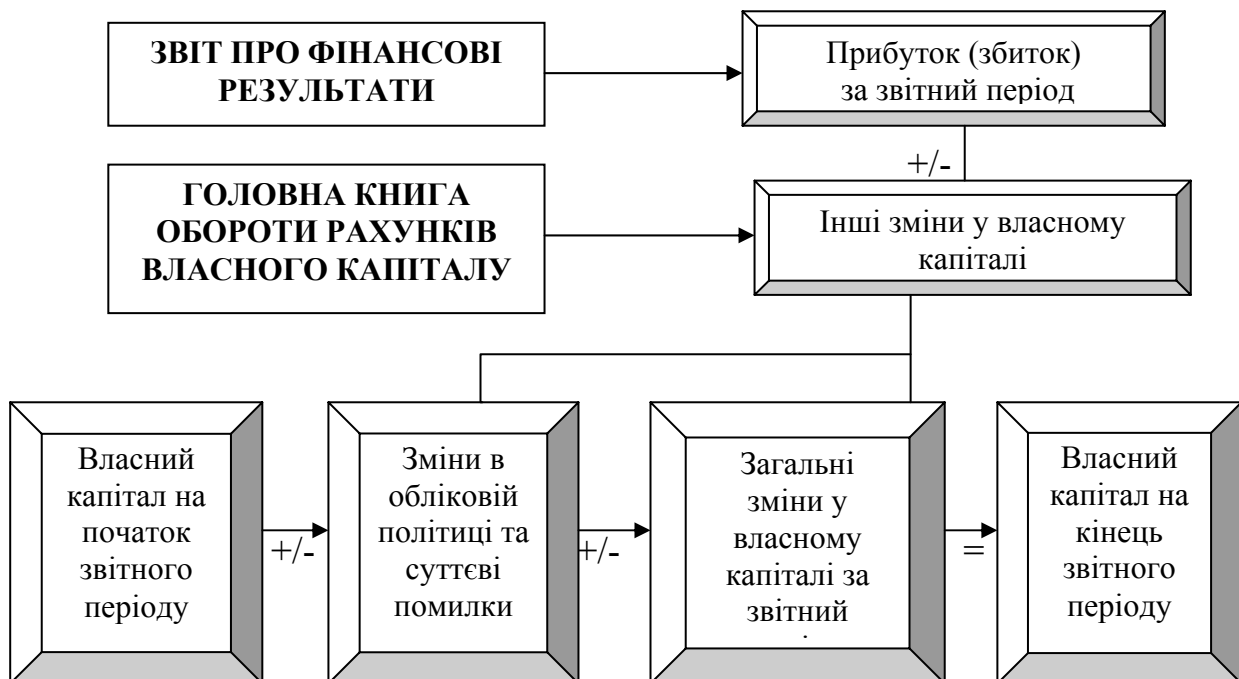 ЗВІТ ПРО ФІНАНСОВІ
РЕЗУЛЬТАТИ
Прибуток (збиток)
за звітний період
+/-
ГОЛОВНА КНИГА
ОБОРОТИ РАХУНКІВ
ВЛАСНОГО КАПІТАЛУ
Інші зміни у власному
капіталі
Власний
капітал на
початок
звітного
періоду
+/-
Зміни в
обліковій
політиці та
суттєві
помилки
+/-
Загальні
зміни у
власному
капіталі за
звітний
=
Власний
капітал на
кінець
звітного
періоду